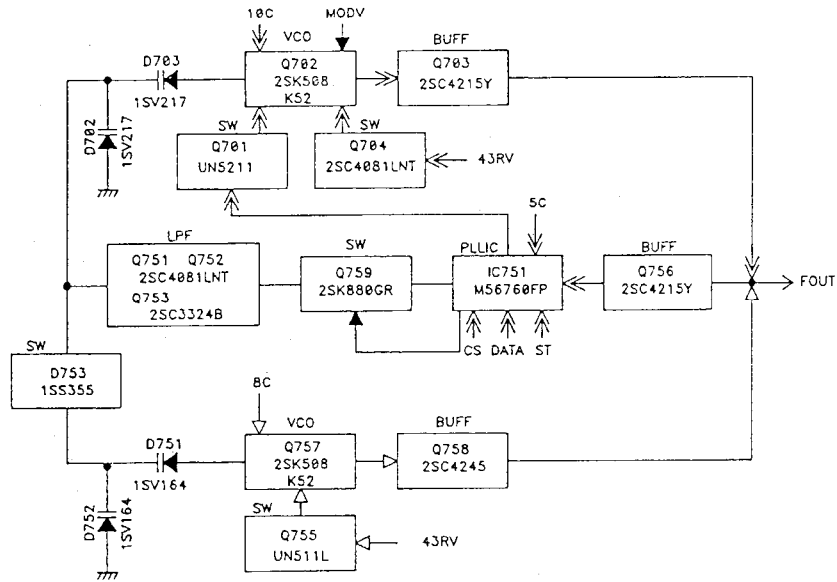 10C
MODV
D703
1SV217
D702
1SV217
VCO
Q702
2SK508
K52
BUFF
Q703
2SC4215Y
SW
Q701
UN5211
SW
Q704
2SC4081LNT
43RV
5C
LPF
Q751 Q752
2SC4081LNT
Q753
2SC3324B
SW
Q759
2SK880GR
PLLIC
IC751
M56760FP
BUFF
Q756
2SC4215Y
FOUT
CS DATA ST
SW
D753
1SS355
8C
D751
1SV164
D752
1SV164
VCO
Q757
2SK508
K52
BUFF
Q758
2SC4245
SW
Q755
UN511L
43RV